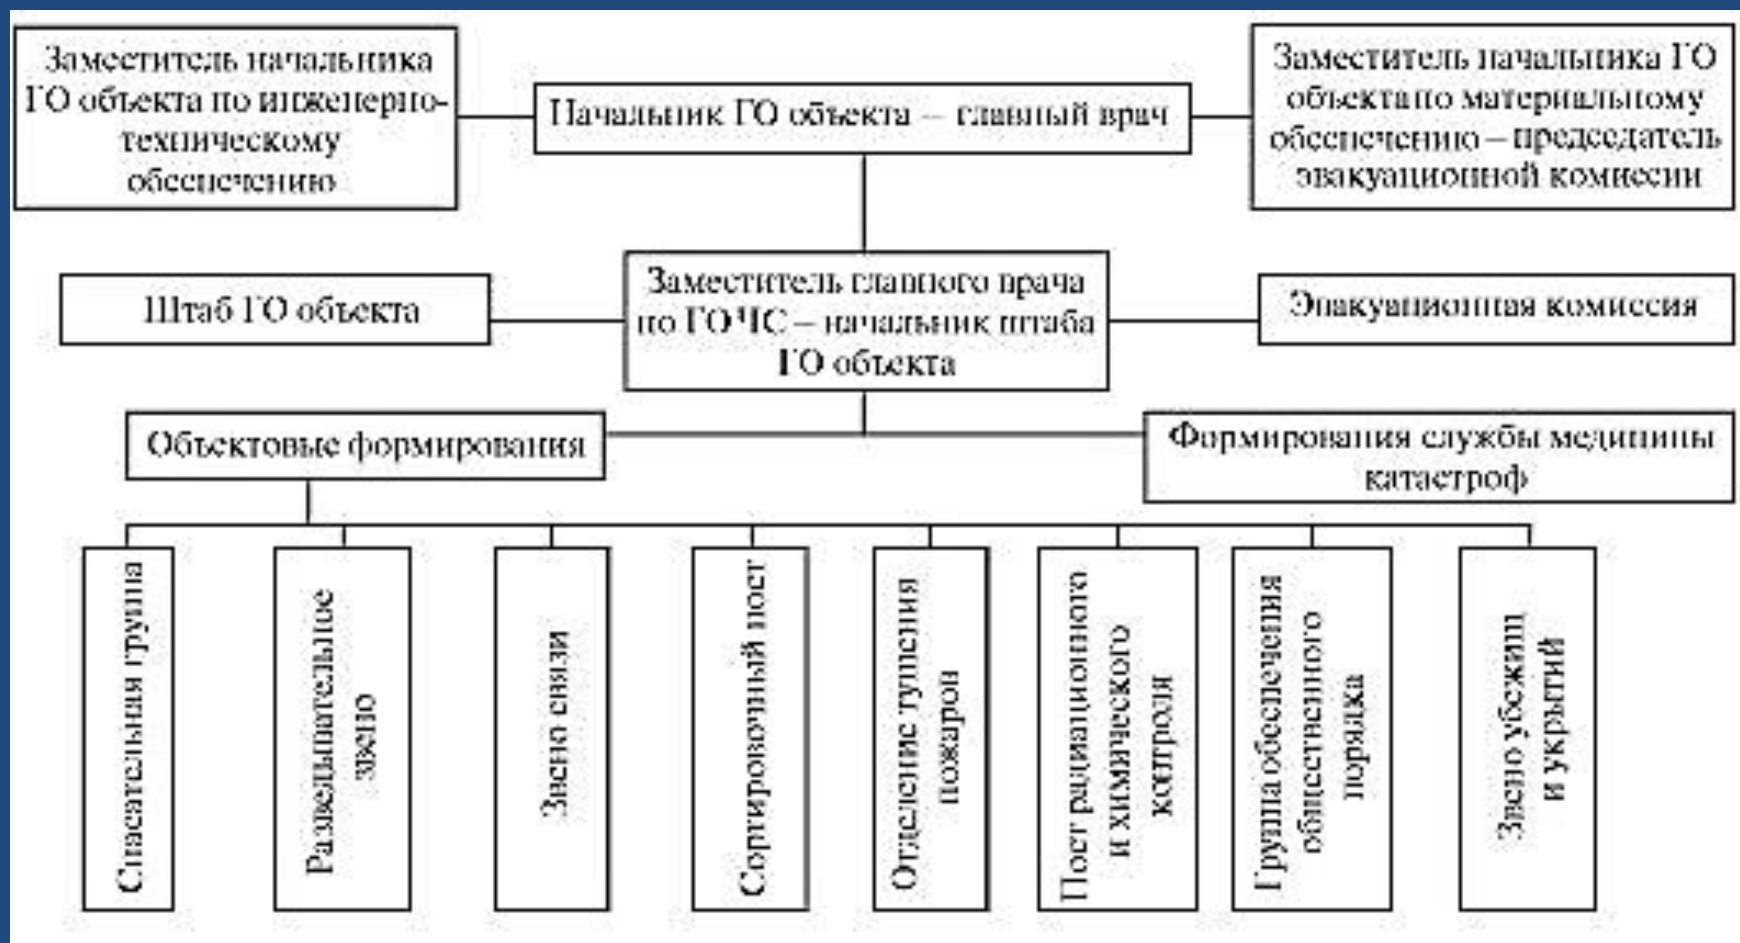 Заместитель начальника
ГО объекта по инженерно-
техническому
обеспечению
Начальник ГО объекта – главный врач
Заместитель начальника ГО
объекта по материальному
обеспечению – председатель
эвакуационной комиссии
Штаб ГО объекта
Заместитель главного врача
по ГОЧС – начальник штаба
ГО объекта
Эвакуационная комиссия
Объектовые формирования
Формирования службы медицины
катастроф
Спасательная группа
Разведывательное
звено
Звено связи
Сортировочный пост
Отделение тушения
пожаров
Пост радиационного
и химического
контроля
Группа обеспечения
общественного
порядка
Звено убежищ
и укрытий